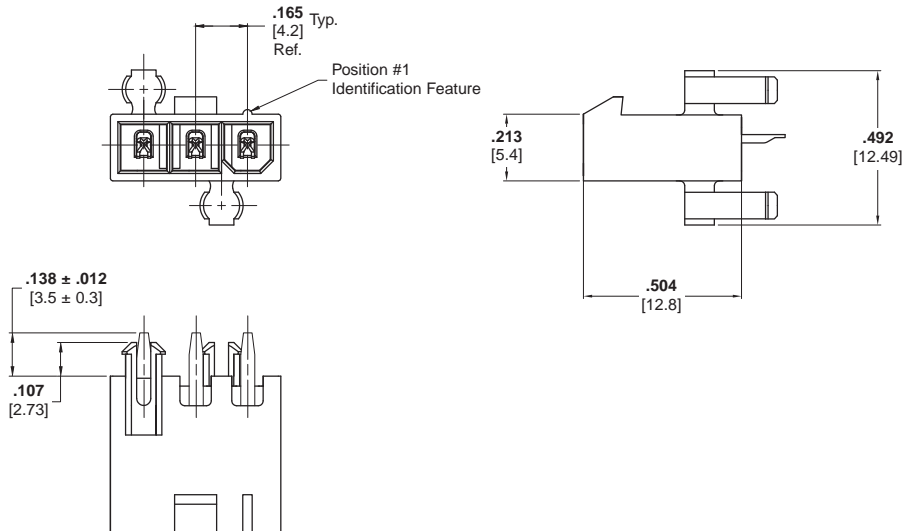 .165 Typ.
[4.2]
Ref.
Position #1
Identification Feature
.213
[5.4]
.492
[12.49]
.504
[12.8]
.138 ± .012
[3.5 ± 0.3]
.107
[2.73]